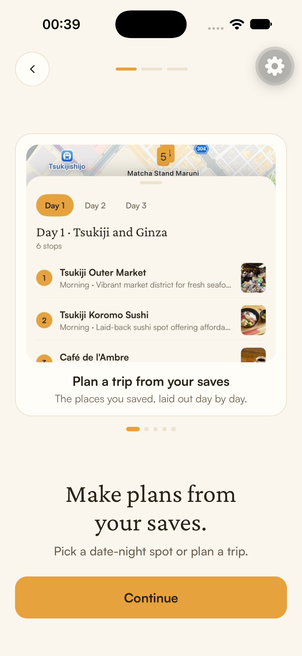 00:39
Tsukijishijo
5
304
Matcha Stand Maruni
Day 1
Day 2
Day 3
Day 1 · Tsukiji and Ginza
6 stops
1
Tsukiji Outer Market
Morning · Vibrant market district for fresh seafo...
2
Tsukiji Koromo Sushi
Morning · Laid-back sushi spot offering afforda...
Café de l'Ambre
Plan a trip from your saves
The places you saved, laid out day by day.
Make plans from
your saves.
Pick a date-night spot or plan a trip.
Continue